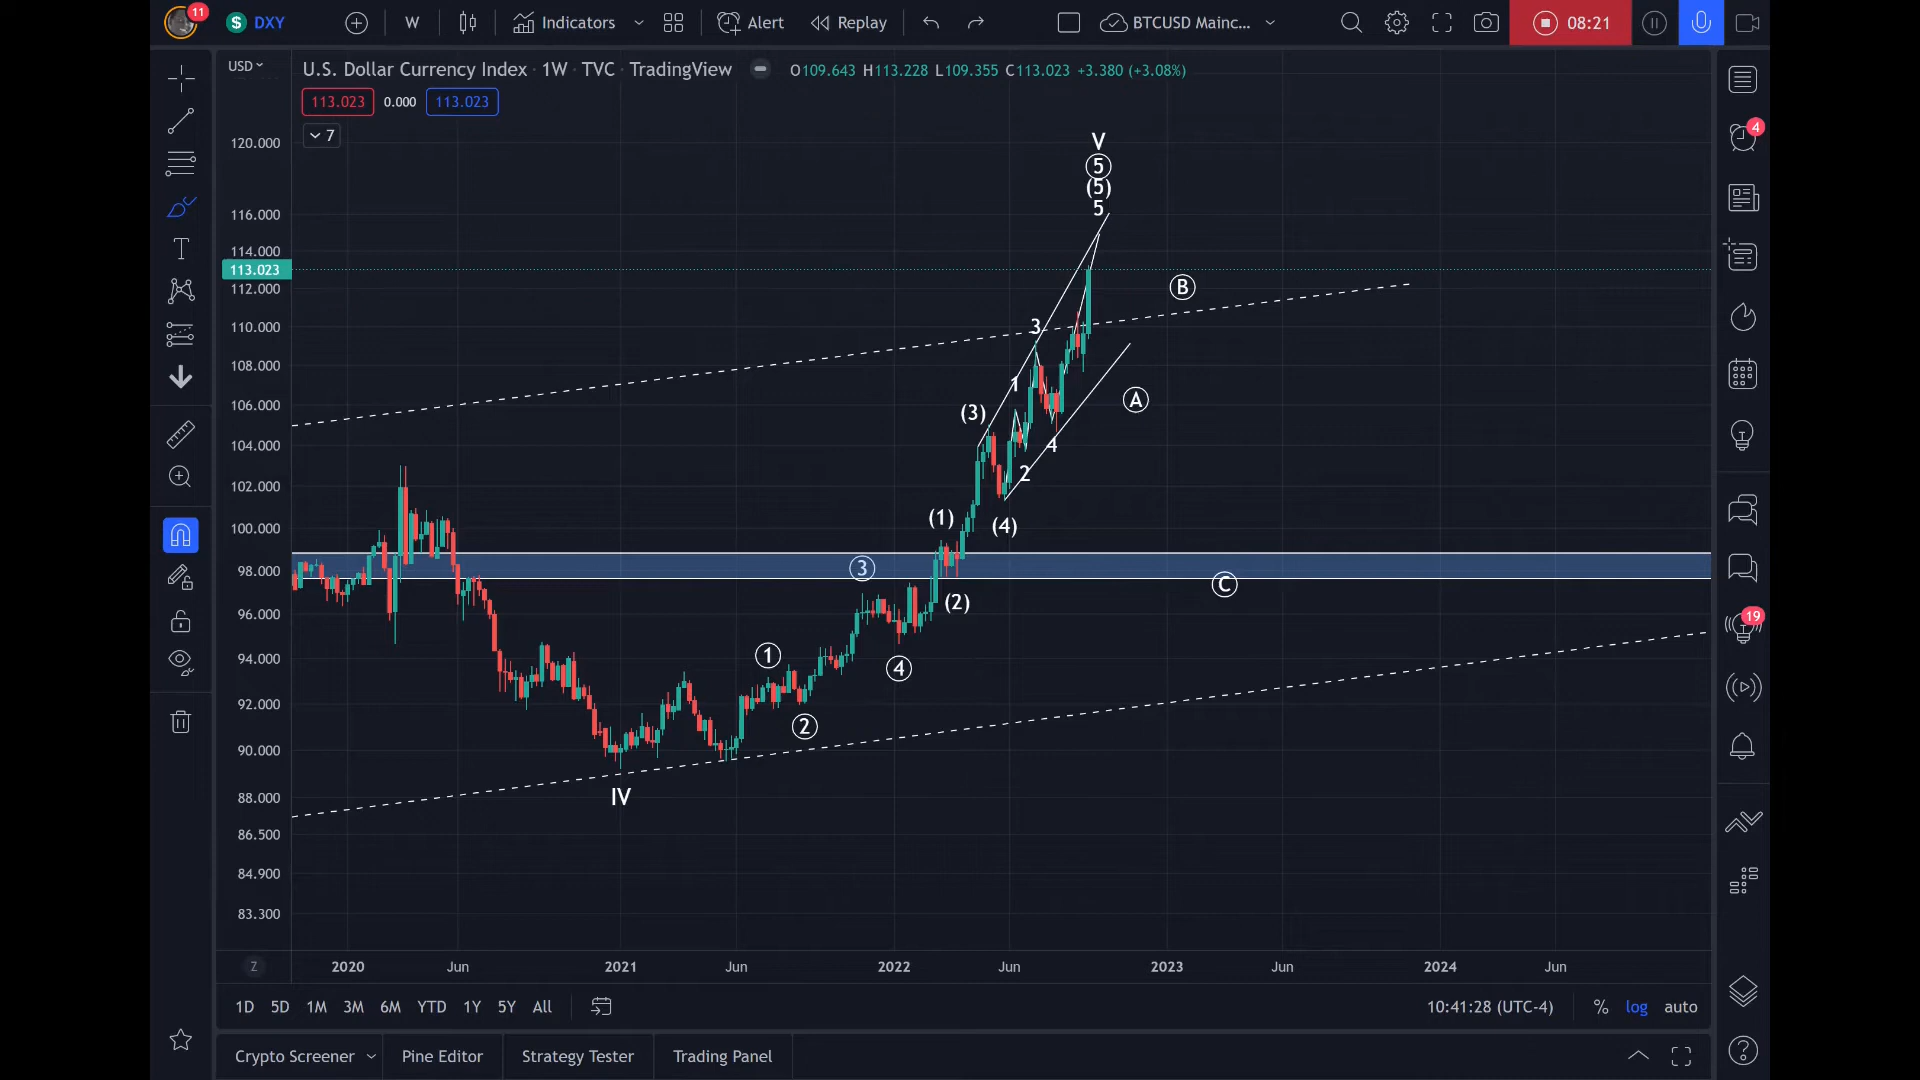 11
$ DXY
W
Indicators
Alert
Replay
BTCUSD Mainc...
08:21
USD
U.S. Dollar Currency Index · 1W · TVC · TradingView
O109.643 H113.228 L109.355 C113.023 +3.380 (+3.08%)
113.023 0.000 113.023
7
120.000
116.000
114.000
113.023
112.000
110.000
108.000
106.000
104.000
102.000
100.000
98.000
96.000
94.000
92.000
90.000
88.000
86.500
84.900
83.300
V
5
(5)
5
B
3
1
A
(3)
4
2
(1)
(4)
3
C
(2)
1
4
2
IV
4
19
Z
2020 Jun 2021 Jun 2022 Jun 2023 Jun 2024 Jun
1D 5D 1M 3M 6M YTD 1Y 5Y All
10:41:28 (UTC-4) % log auto
Crypto Screener Pine Editor Strategy Tester Trading Panel